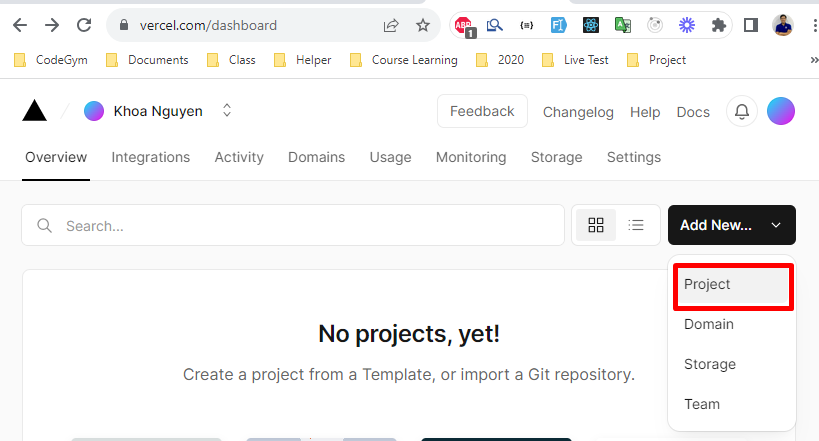 vercel.com/dashboard
ABP
1
{≡}
CodeGym Documents Class Helper Course Learning 2020 Live Test Project »
Khoa Nguyen Feedback Changelog Help Docs
Overview Integrations Activity Domains Usage Monitoring Storage Settings
Search... Add New...
Project
Domain
Storage
Team
No projects, yet!
Create a project from a Template, or import a Git repository.